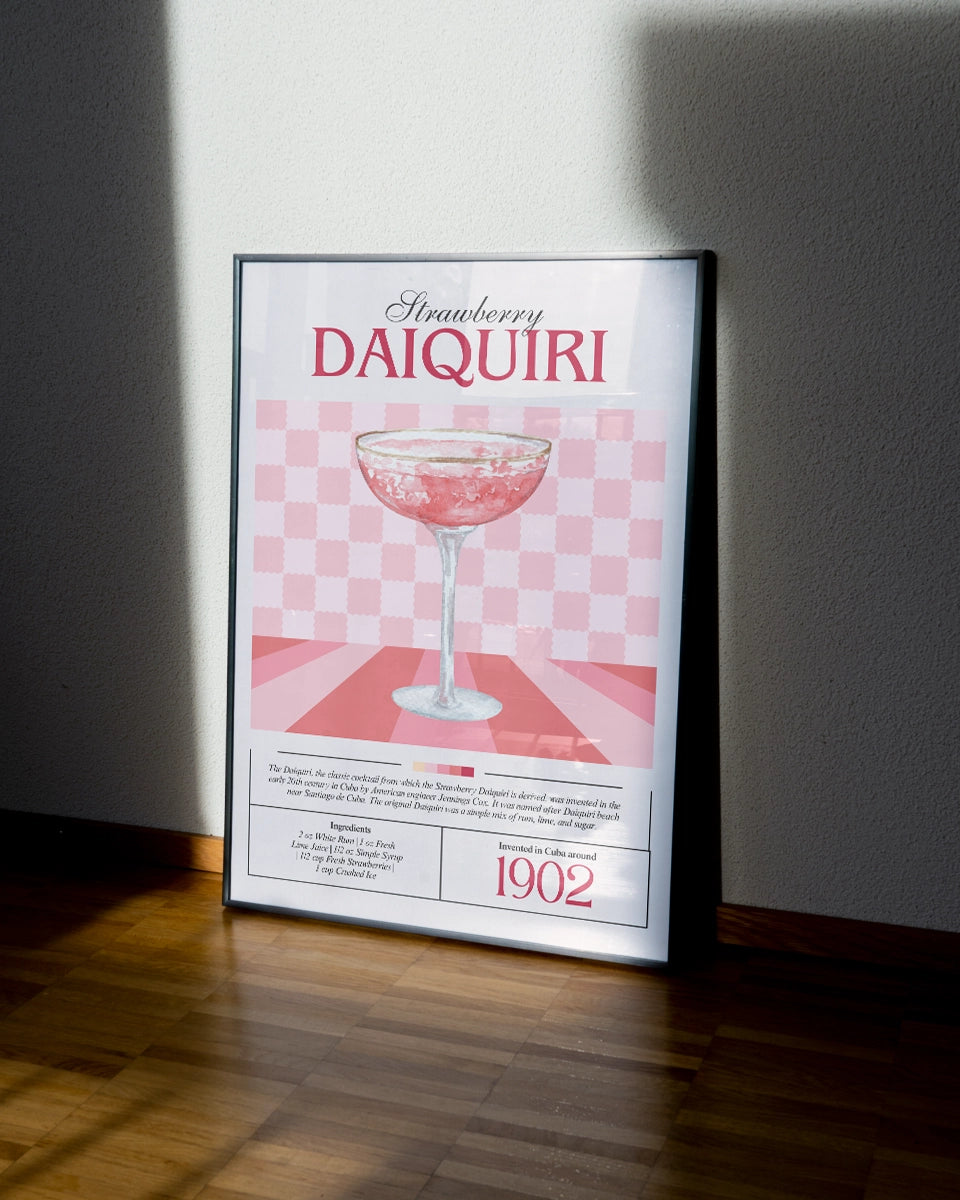 Strawberry
DAIQUIRI
The Daiquiri, the classic cocktail from which the Strawberry Daiquiri is derived, was invented in the
early 20th century in Cuba by American engineer Jennings Cox. It was named after Daiquiri beach
near Santiago de Cuba. The original Daiquiri was a simple mix of rum, lime, and sugar.
Ingredients
2 oz White Rum | 1 oz Fresh
Lime Juice | 1/2 oz Simple Syrup
| 1/2 cup Fresh Strawberries |
1 cup Crushed Ice
Invented in Cuba around
1902